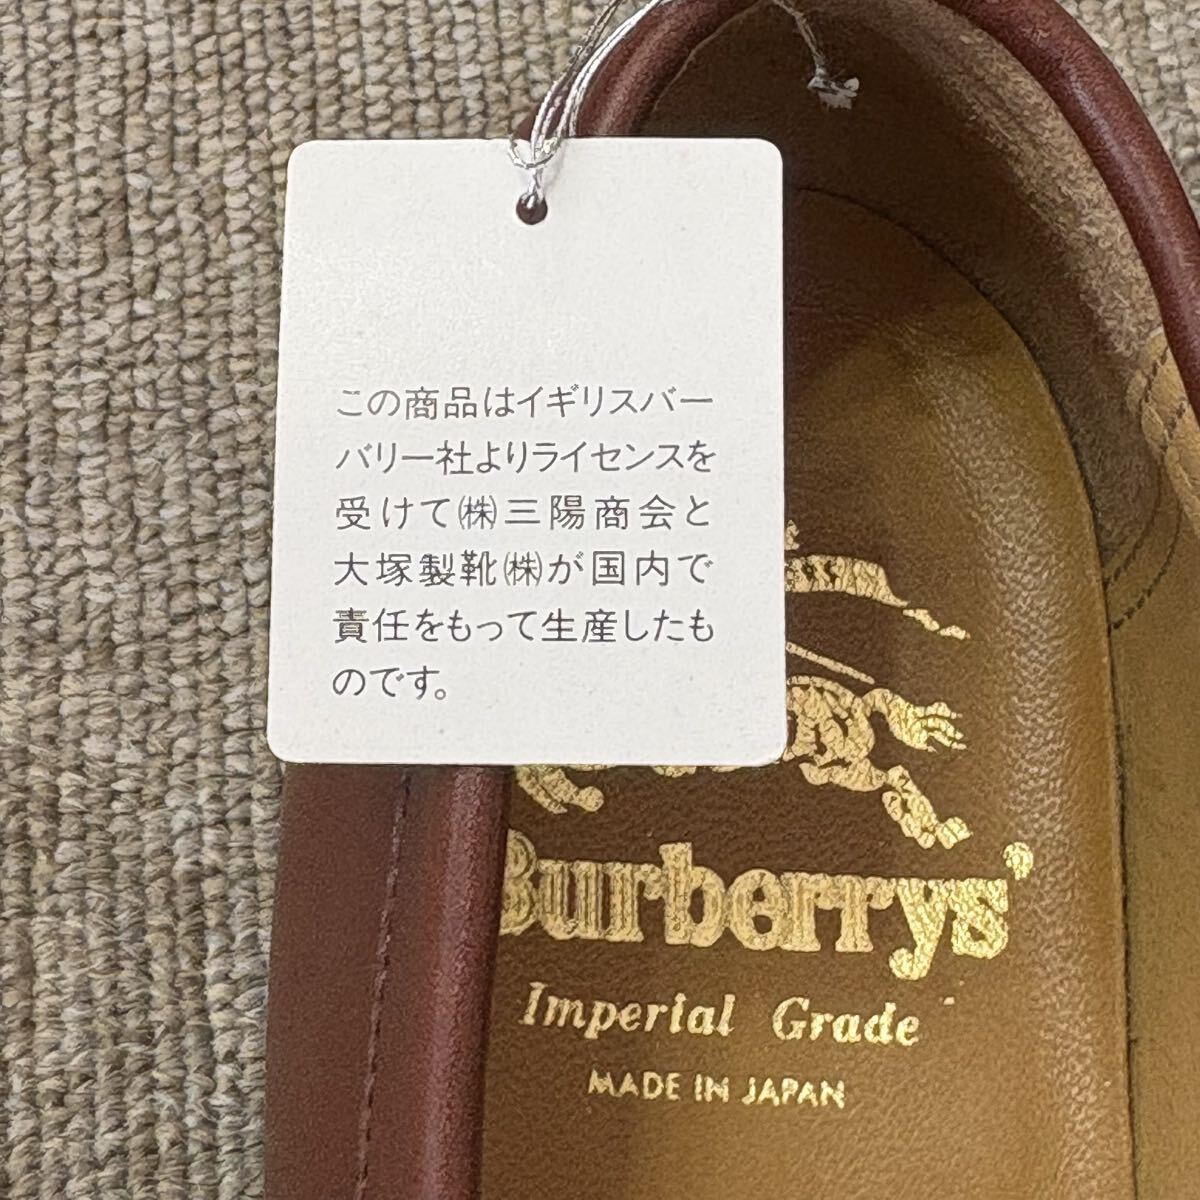 この商品はイギリスバー
バリー社よりライセンスを
受けて㈱三陽商会と
大塚製靴㈱が国内で
責任をもって生産したも
のです。
Burberrys
Imperial Grade
MADE IN JAPAN